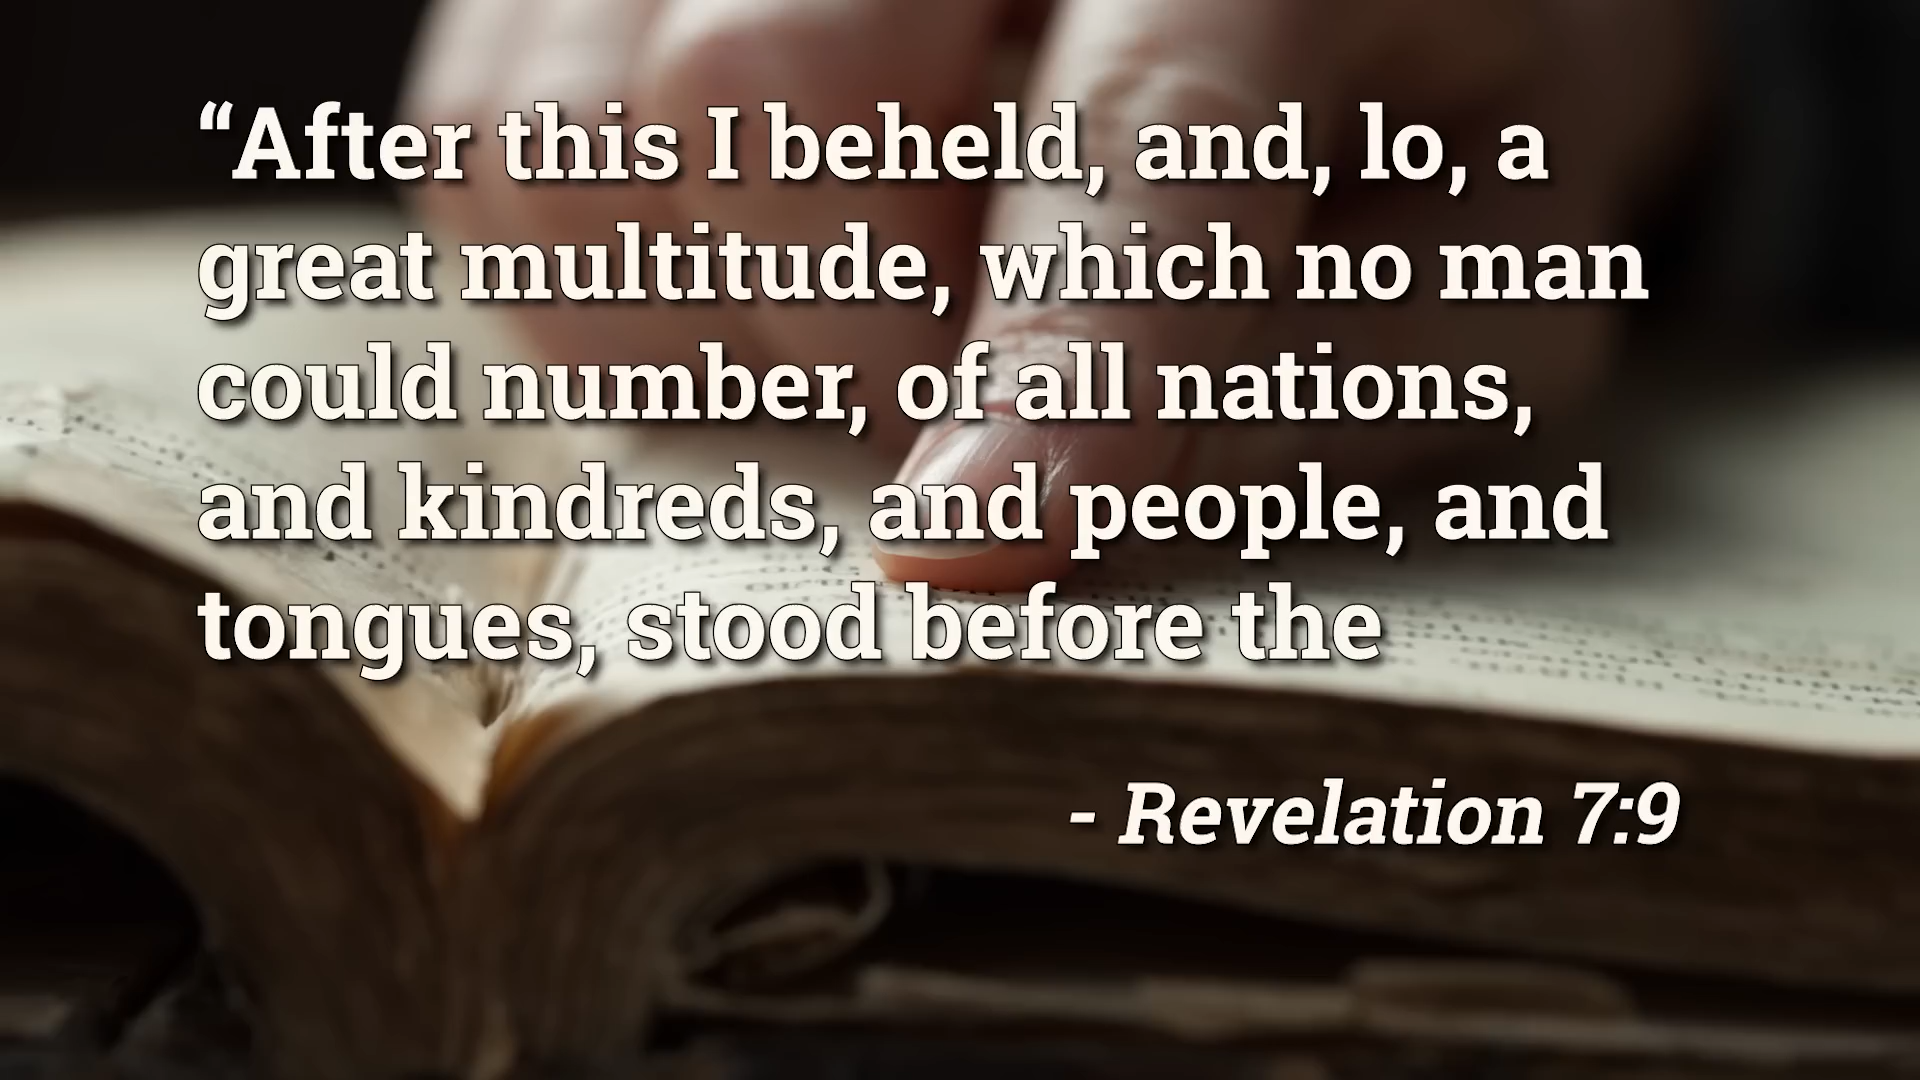 “After this I beheld, and, lo, a
great multitude, which no man
could number, of all nations,
and kindreds, and people, and
tongues, stood before the
- Revelation 7:9